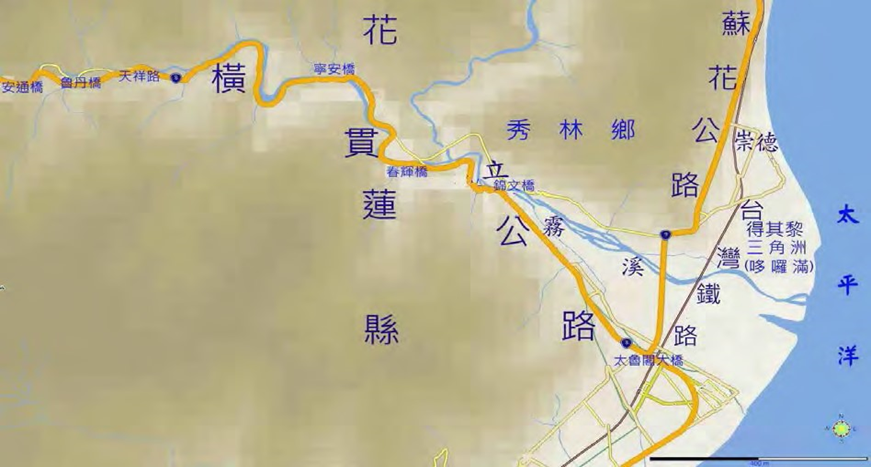 花蓮縣
蘇花公路
橫貫公路
安通橋
魯丹橋
天祥路
寧安橋
春輝橋
錦文橋
秀林鄉
立霧溪
崇德
台灣鐵路
得其黎
三角洲
(哆囉滿)
太平洋
太魯閣大橋